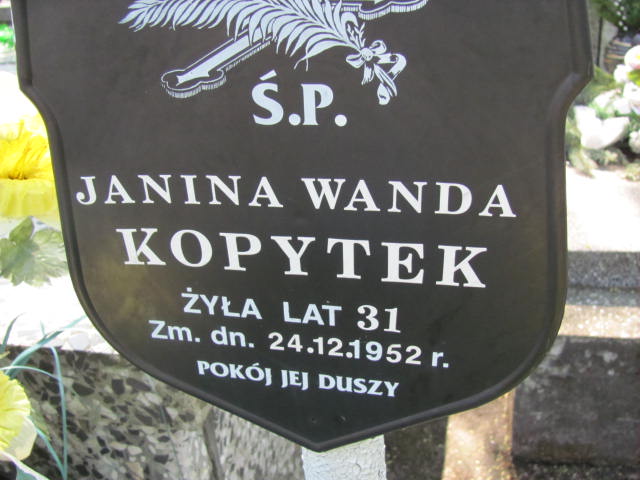 Ś.P.
JANINA WANDA
KOPYTEK
ŻYŁA LAT 31
Zm. dn. 24.12.1952 r.
POKÓJ JEJ DUSZY